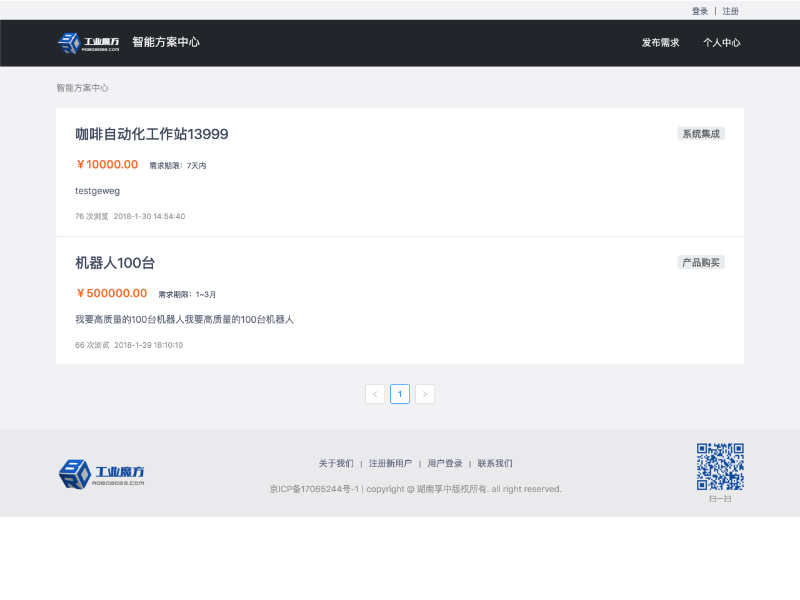 登录 | 注册
工业魔方 ROBO2025.COM 智能方案中心 发布需求 个人中心
智能方案中心
咖啡自动化工作站13999 系统集成
￥10000.00 需求期限：7天内
testgeweg
76 次浏览 2018-1-30 14:54:40
机器人100台 产品购买
￥500000.00 需求期限：1~3月
我要高质量的100台机器人我要高质量的100台机器人
66 次浏览 2018-1-29 18:10:10
< 1 >
关于我们 | 注册新用户 | 用户登录 | 联系我们
工业魔方 ROBO2025.COM
京ICP备17065244号-1 | copyright © 湖南孚中版权所有. all right reserved.
扫一扫